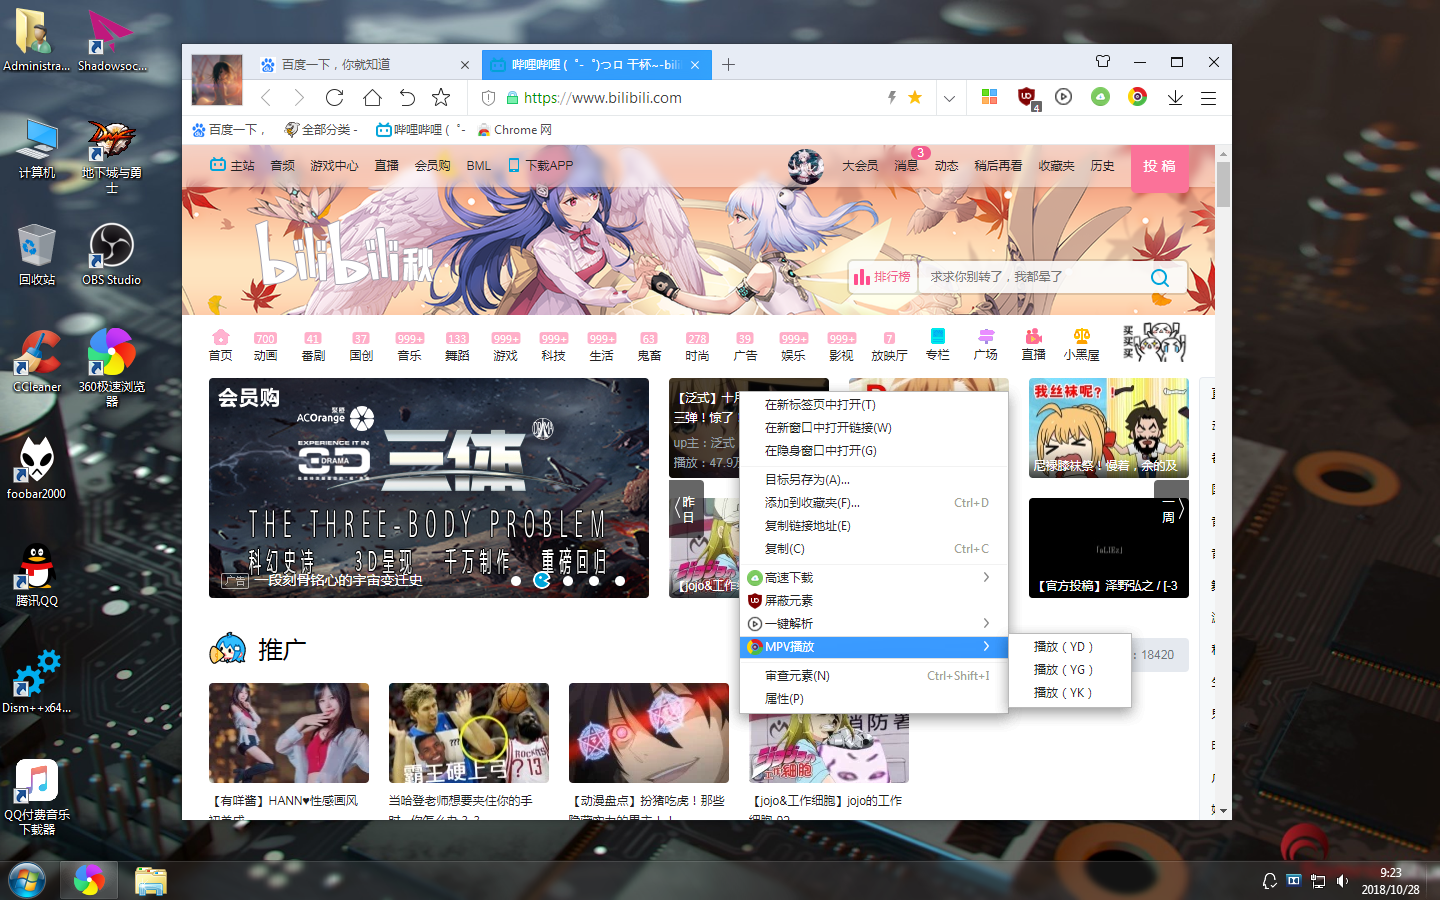 Administra...
Shadowsoc...
计算机
地下城与勇
士
回收站
OBS Studio
CCleaner
360极速浏览
器
foobar2000
腾讯QQ
Dism++x64...
QQ付费音乐
下载器
百度一下，你就知道
哔哩哔哩 (゜-゜)つロ 干杯~-bili
https://www.bilibili.com
4
百度一下，
全部分类 -
哔哩哔哩 (゜-
Chrome 网
主站
音频
游戏中心
直播
会员购
BML
下载APP
大会员
消息
3
动态
稍后再看
收藏夹
历史
投 稿
bilibili秋
排行榜
求求你别转了，我都晕了
700
41
37
999+
133
999+
999+
999+
63
278
39
999+
999+
7
首页
动画
番剧
国创
音乐
舞蹈
游戏
科技
生活
鬼畜
时尚
广告
娱乐
影视
放映厅
专栏
广场
直播
小黑屋
买
买
买
会员购
ACOrange
EXPERIENCE IT IN
3D
DRAMA
三体
THE THREE-BODY PROBLEM
科幻史诗 3D呈现 千万制作 重磅回归
广告
一段刻骨铭心的宇宙变迁史
【泛式】十月
三弹！惊了
up主：泛式
播放：47.9万
昨
日
【jojo&工作
我丝袜呢?
尼禄膝袜祭！慢着，余的及
一
周
【官方投稿】泽野弘之 / [-3
在新标签页中打开(T)
在新窗口中打开链接(W)
在隐身窗口中打开(G)
目标另存为(A)...
添加到收藏夹(F)... Ctrl+D
复制链接地址(E)
复制(C) Ctrl+C
高速下载
屏蔽元素
一键解析
MPV播放
审查元素(N) Ctrl+Shift+I
属性(P)
播放（YD）
播放（YG）
播放（YK）
: 18420
推广
霸王硬上弓
ROCKETS
13
消防署
JOJO的
工作細胞
【有咩酱】HANN♥性感画风
当哈登老师想要夹住你的手
【动漫盘点】扮猪吃虎！那些
【jojo&工作细胞】jojo的工作
9:23
2018/10/28